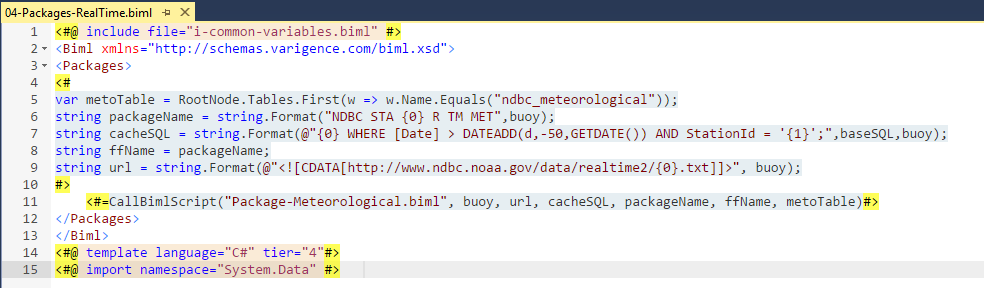 04-Packages-RealTime.biml
1 <#@ include file="i-common-variables.biml" #>
2 <Biml xmlns="http://schemas.varigence.com/biml.xsd">
3 <Packages>
4 <#
5 var metoTable = RootNode.Tables.First(w => w.Name.Equals("ndbc_meteorological"));
6 string packageName = string.Format("NDBC STA {0} R TM MET",buoy);
7 string cacheSQL = string.Format(@"{0} WHERE [Date] > DATEADD(d,-50,GETDATE()) AND StationId = '{1}';",baseSQL,buoy);
8 string ffName = packageName;
9 string url = string.Format(@"<![CDATA[http://www.ndbc.noaa.gov/data/realtime2/{0}.txt]]>", buoy);
10 #>
11 <#=CallBimlScript("Package-Meteorological.biml", buoy, url, cacheSQL, packageName, ffName, metoTable)#>
12 </Packages>
13 </Biml>
14 <#@ template language="C#" tier="4"#>
15 <#@ import namespace="System.Data" #>